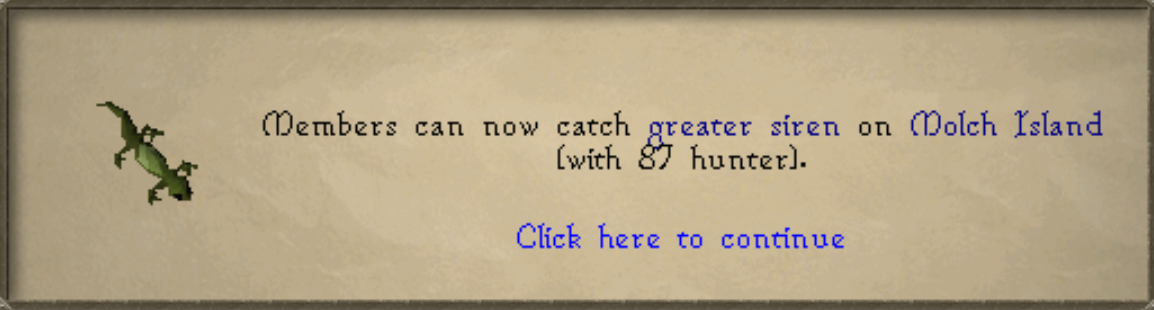 Members can now catch greater siren on Molch Island
(with 87 hunter).
Click here to continue